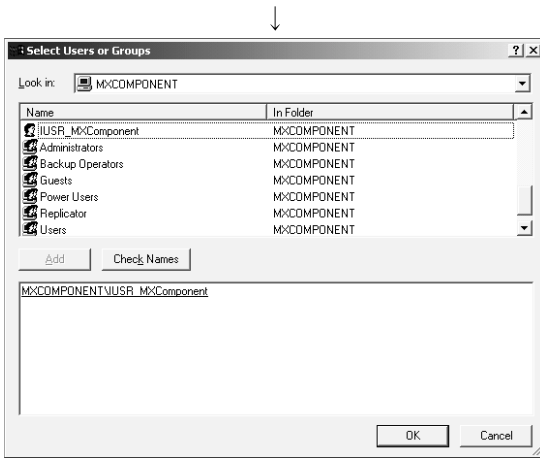 ↓
Select Users or Groups
Look in: MXCOMPONENT
Name In Folder
IUSR_MXComponent MXCOMPONENT
Administrators MXCOMPONENT
Backup Operators MXCOMPONENT
Guests MXCOMPONENT
Power Users MXCOMPONENT
Replicator MXCOMPONENT
Users MXCOMPONENT
Add Check Names
MXCOMPONENT\IUSR_MXComponent
OK Cancel